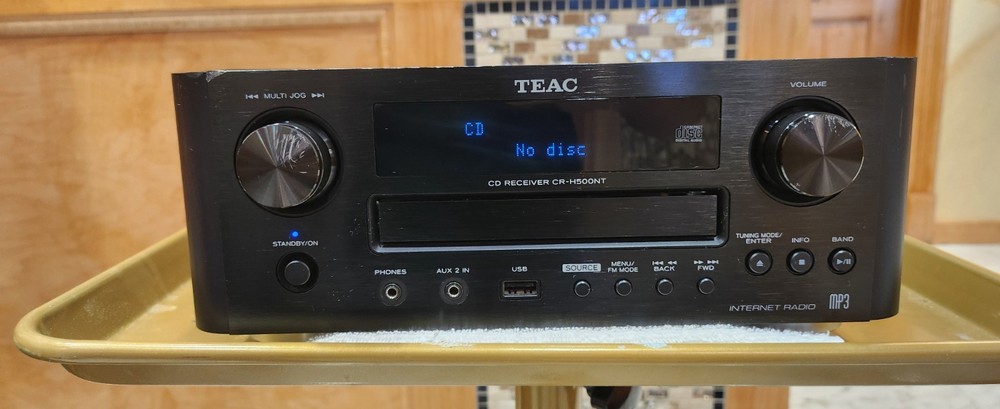 TEAC
⏮ MULTI JOG ⏭
VOLUME
CD
No disc
disc
DIGITAL AUDIO
CD RECEIVER CR-H500NT
STANDBY/ON
PHONES
AUX 2 IN
USB
SOURCE
MENU/
FM MODE
⏮ ◀◀
BACK
▶▶ ⏭
FWD
TUNING MODE/
ENTER
INFO
BAND
INTERNET RADIO
MP3